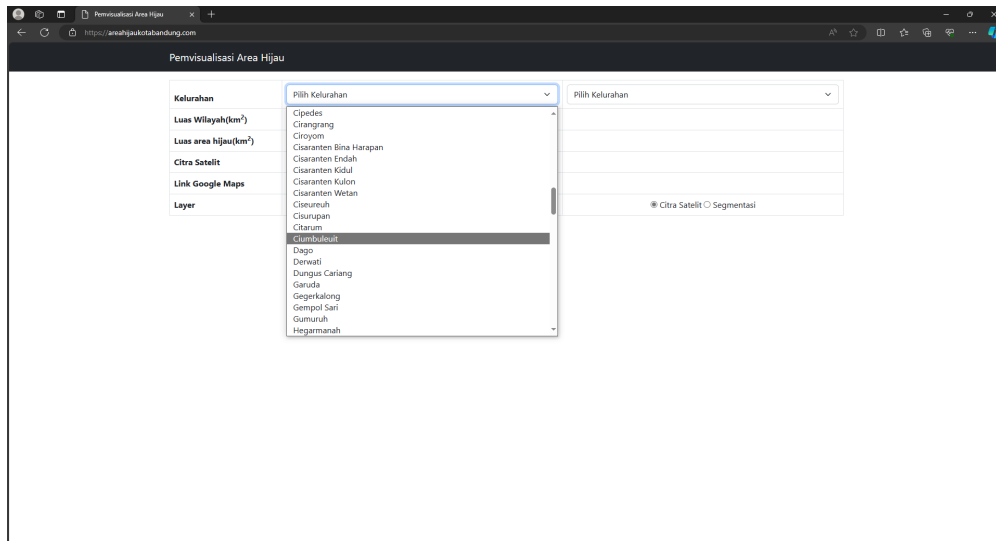 Pemvisualisasi Area Hijau
https://areahijaukotabandung.com
Pemvisualisasi Area Hijau
Kelurahan
Pilih Kelurahan
Pilih Kelurahan
Luas Wilayah(km²)
Luas area hijau(km²)
Citra Satelit
Link Google Maps
Layer
Citra Satelit Segmentasi
Cipedes
Cirangrang
Ciroyom
Cisaranten Bina Harapan
Cisaranten Endah
Cisaranten Kidul
Cisaranten Kulon
Cisaranten Wetan
Ciseureuh
Cisurupan
Citarum
Ciumbuleuit
Dago
Derwati
Dungus Cariang
Garuda
Gegerkalong
Gempol Sari
Gumuruh
Hegarmanah